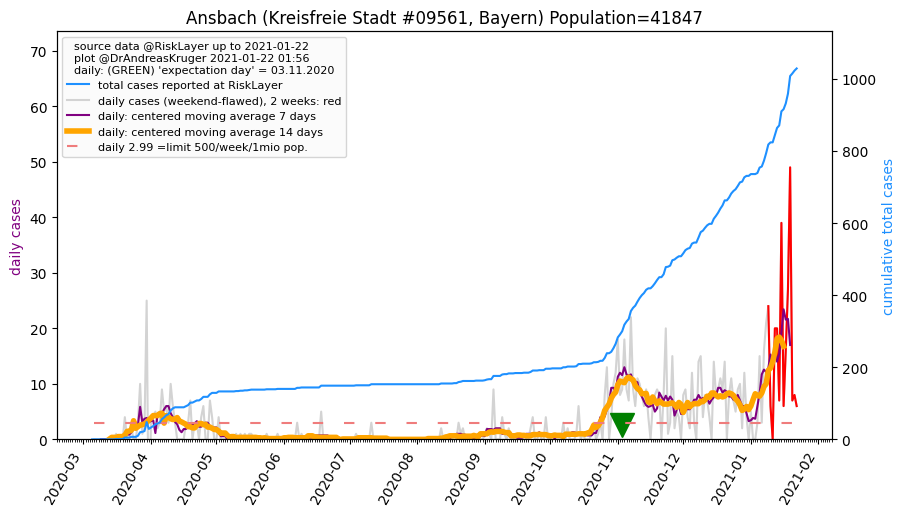 Ansbach (Kreisfreie Stadt #09561, Bayern) Population=41847
source data @RiskLayer up to 2021-01-22
plot @DrAndreasKruger 2021-01-22 01:56
daily: (GREEN) 'expectation day' = 03.11.2020
total cases reported at RiskLayer
daily cases (weekend-flawed), 2 weeks: red
daily: centered moving average 7 days
daily: centered moving average 14 days
daily 2.99 =limit 500/week/1mio pop.
daily cases
70
60
50
40
30
20
10
0
cumulative total cases
1000
800
600
400
200
0
2020-03
2020-04
2020-05
2020-06
2020-07
2020-08
2020-09
2020-10
2020-11
2020-12
2021-01
2021-02